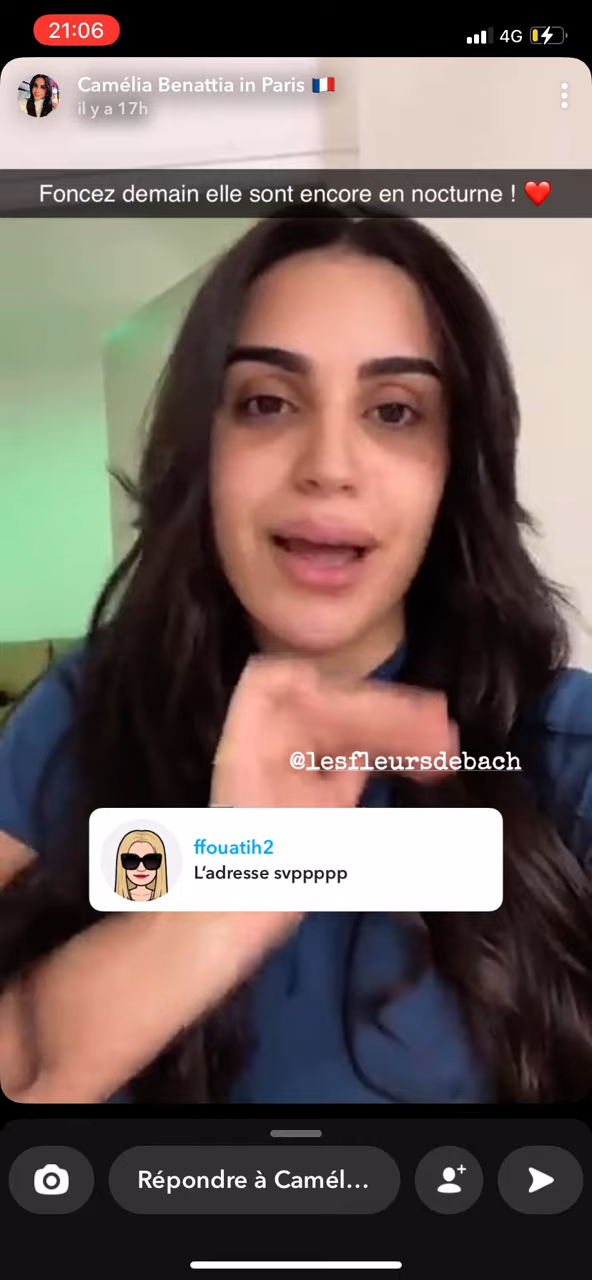 21:06
4G
Camélia Benattia in Paris 🇫🇷
il y a 17h
Foncez demain elle sont encore en nocturne ! ❤️
@lesfleursdebach
ffouatih2
L'adresse svppppp
Répondre à Camél...